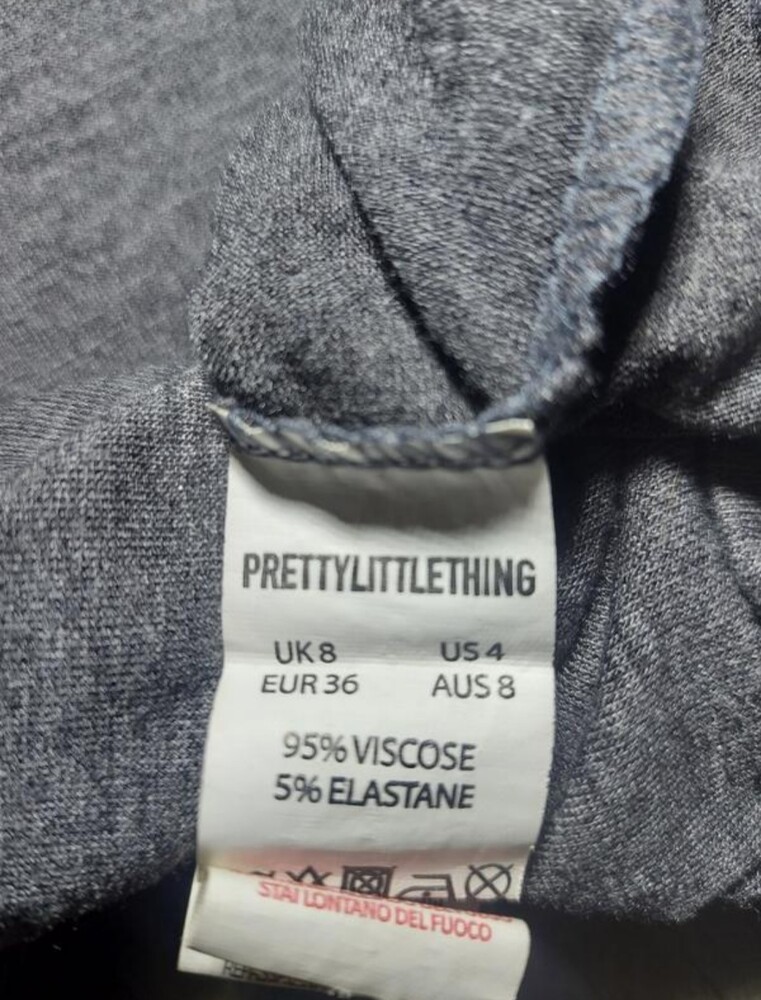 PRETTYLITTLETHING
UK 8 US 4
EUR 36 AUS 8
95% VISCOSE
5% ELASTANE
STAI LONTANO DEL FUOCO